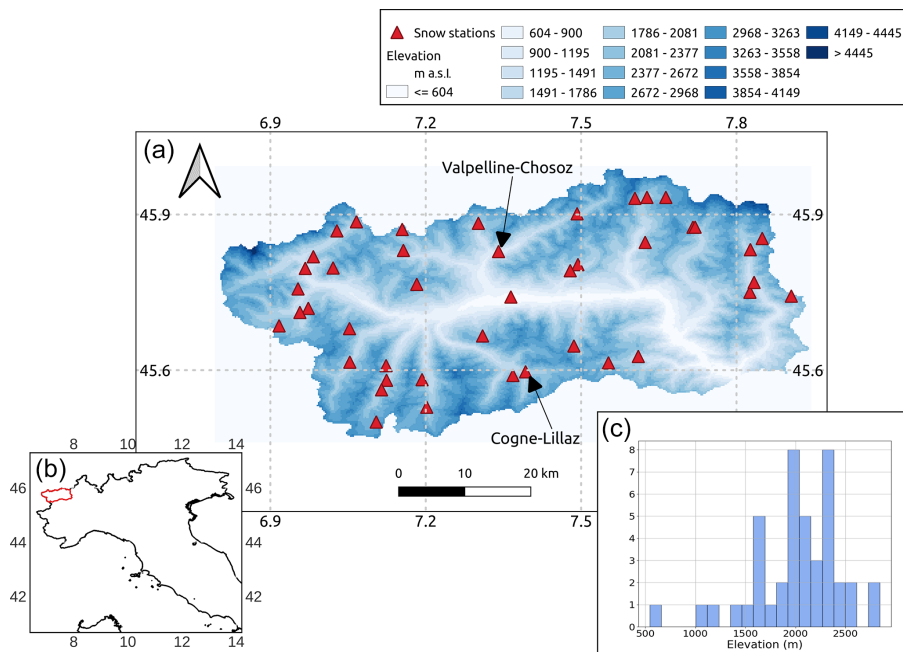 Snow stations
Elevation
m a.s.l.
<= 604
604 - 900
900 - 1195
1195 - 1491
1491 - 1786
1786 - 2081
2081 - 2377
2377 - 2672
2672 - 2968
2968 - 3263
3263 - 3558
3558 - 3854
3854 - 4149
4149 - 4445
> 4445
6.9 7.2 7.5 7.8
(a)
Valpelline-Chosoz
45.9 45.9
45.6 45.6
Cogne-Lillaz
0 10 20 km
6.9 7.2 7.5
8 10 12 14
(b)
46 46
44 44
42 42
8 10 12 14
(c)
8
7
6
5
4
3
2
1
0
500 1000 1500 2000 2500
Elevation (m)